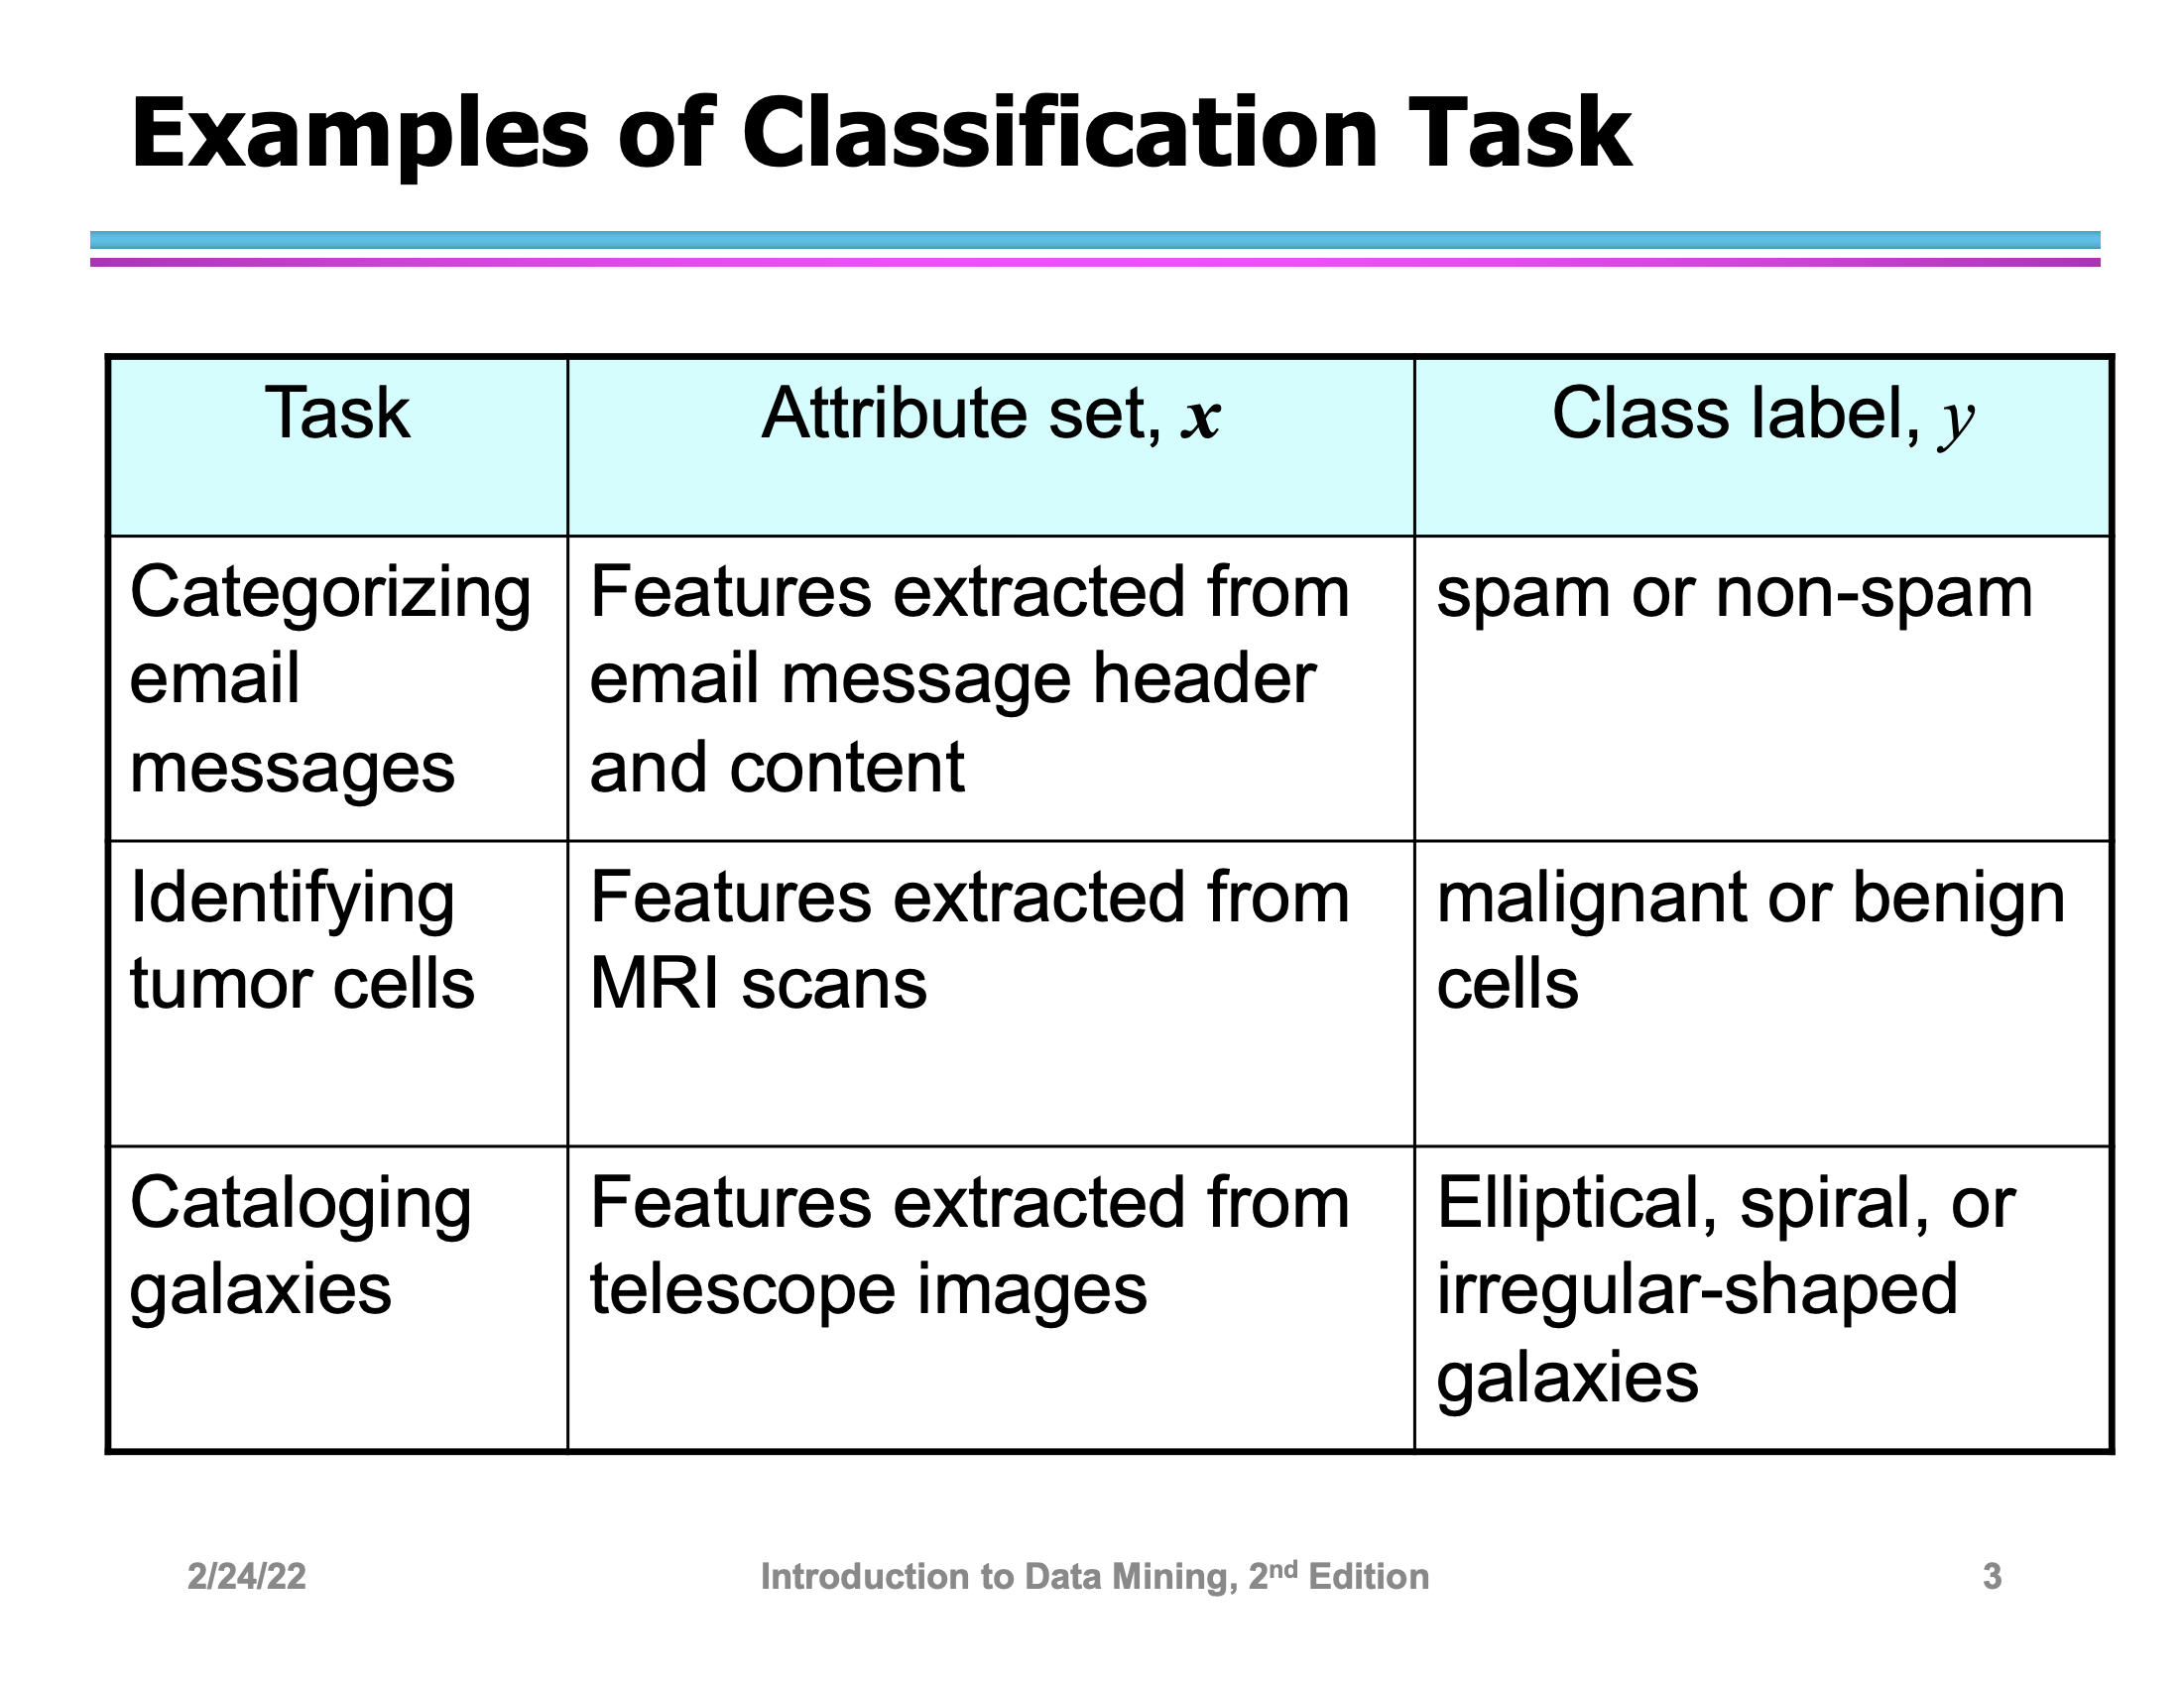 Examples of Classification Task
Task
Attribute set, x
Class label, y
Categorizing
email
messages
Features extracted from
email message header
and content
spam or non-spam
Identifying
tumor cells
Features extracted from
MRI scans
malignant or benign
cells
Cataloging
galaxies
Features extracted from
telescope images
Elliptical, spiral, or
irregular-shaped
galaxies
2/24/22
Introduction to Data Mining, 2nd Edition
3